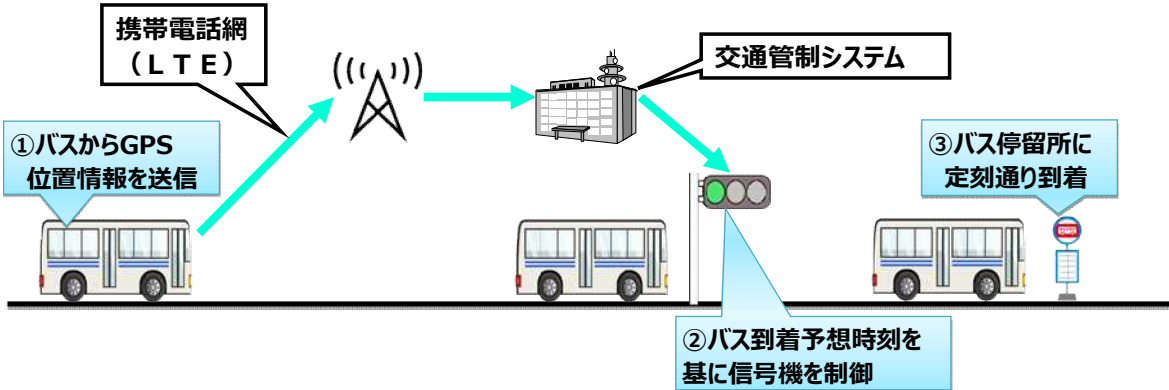 携帯電話網
（ＬＴＥ）
交通管制システム
①バスからGPS
位置情報を送信
③バス停留所に
定刻通り到着
②バス到着予想時刻を
基に信号機を制御